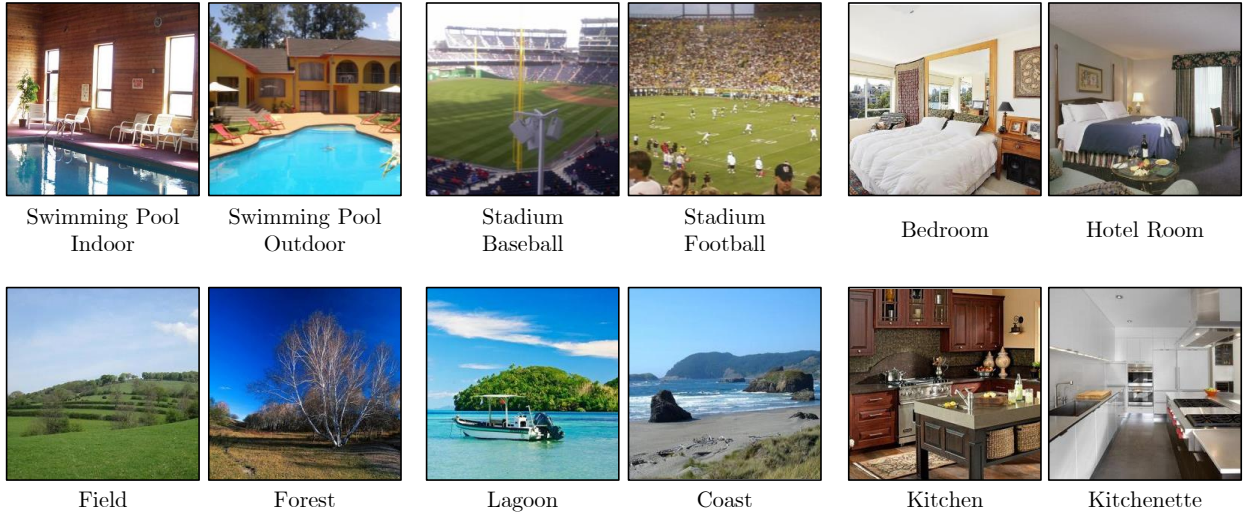 Swimming Pool
Indoor
Swimming Pool
Outdoor
Stadium
Baseball
Stadium
Football
Bedroom
Hotel Room
Field
Forest
Lagoon
Coast
Kitchen
Kitchenette